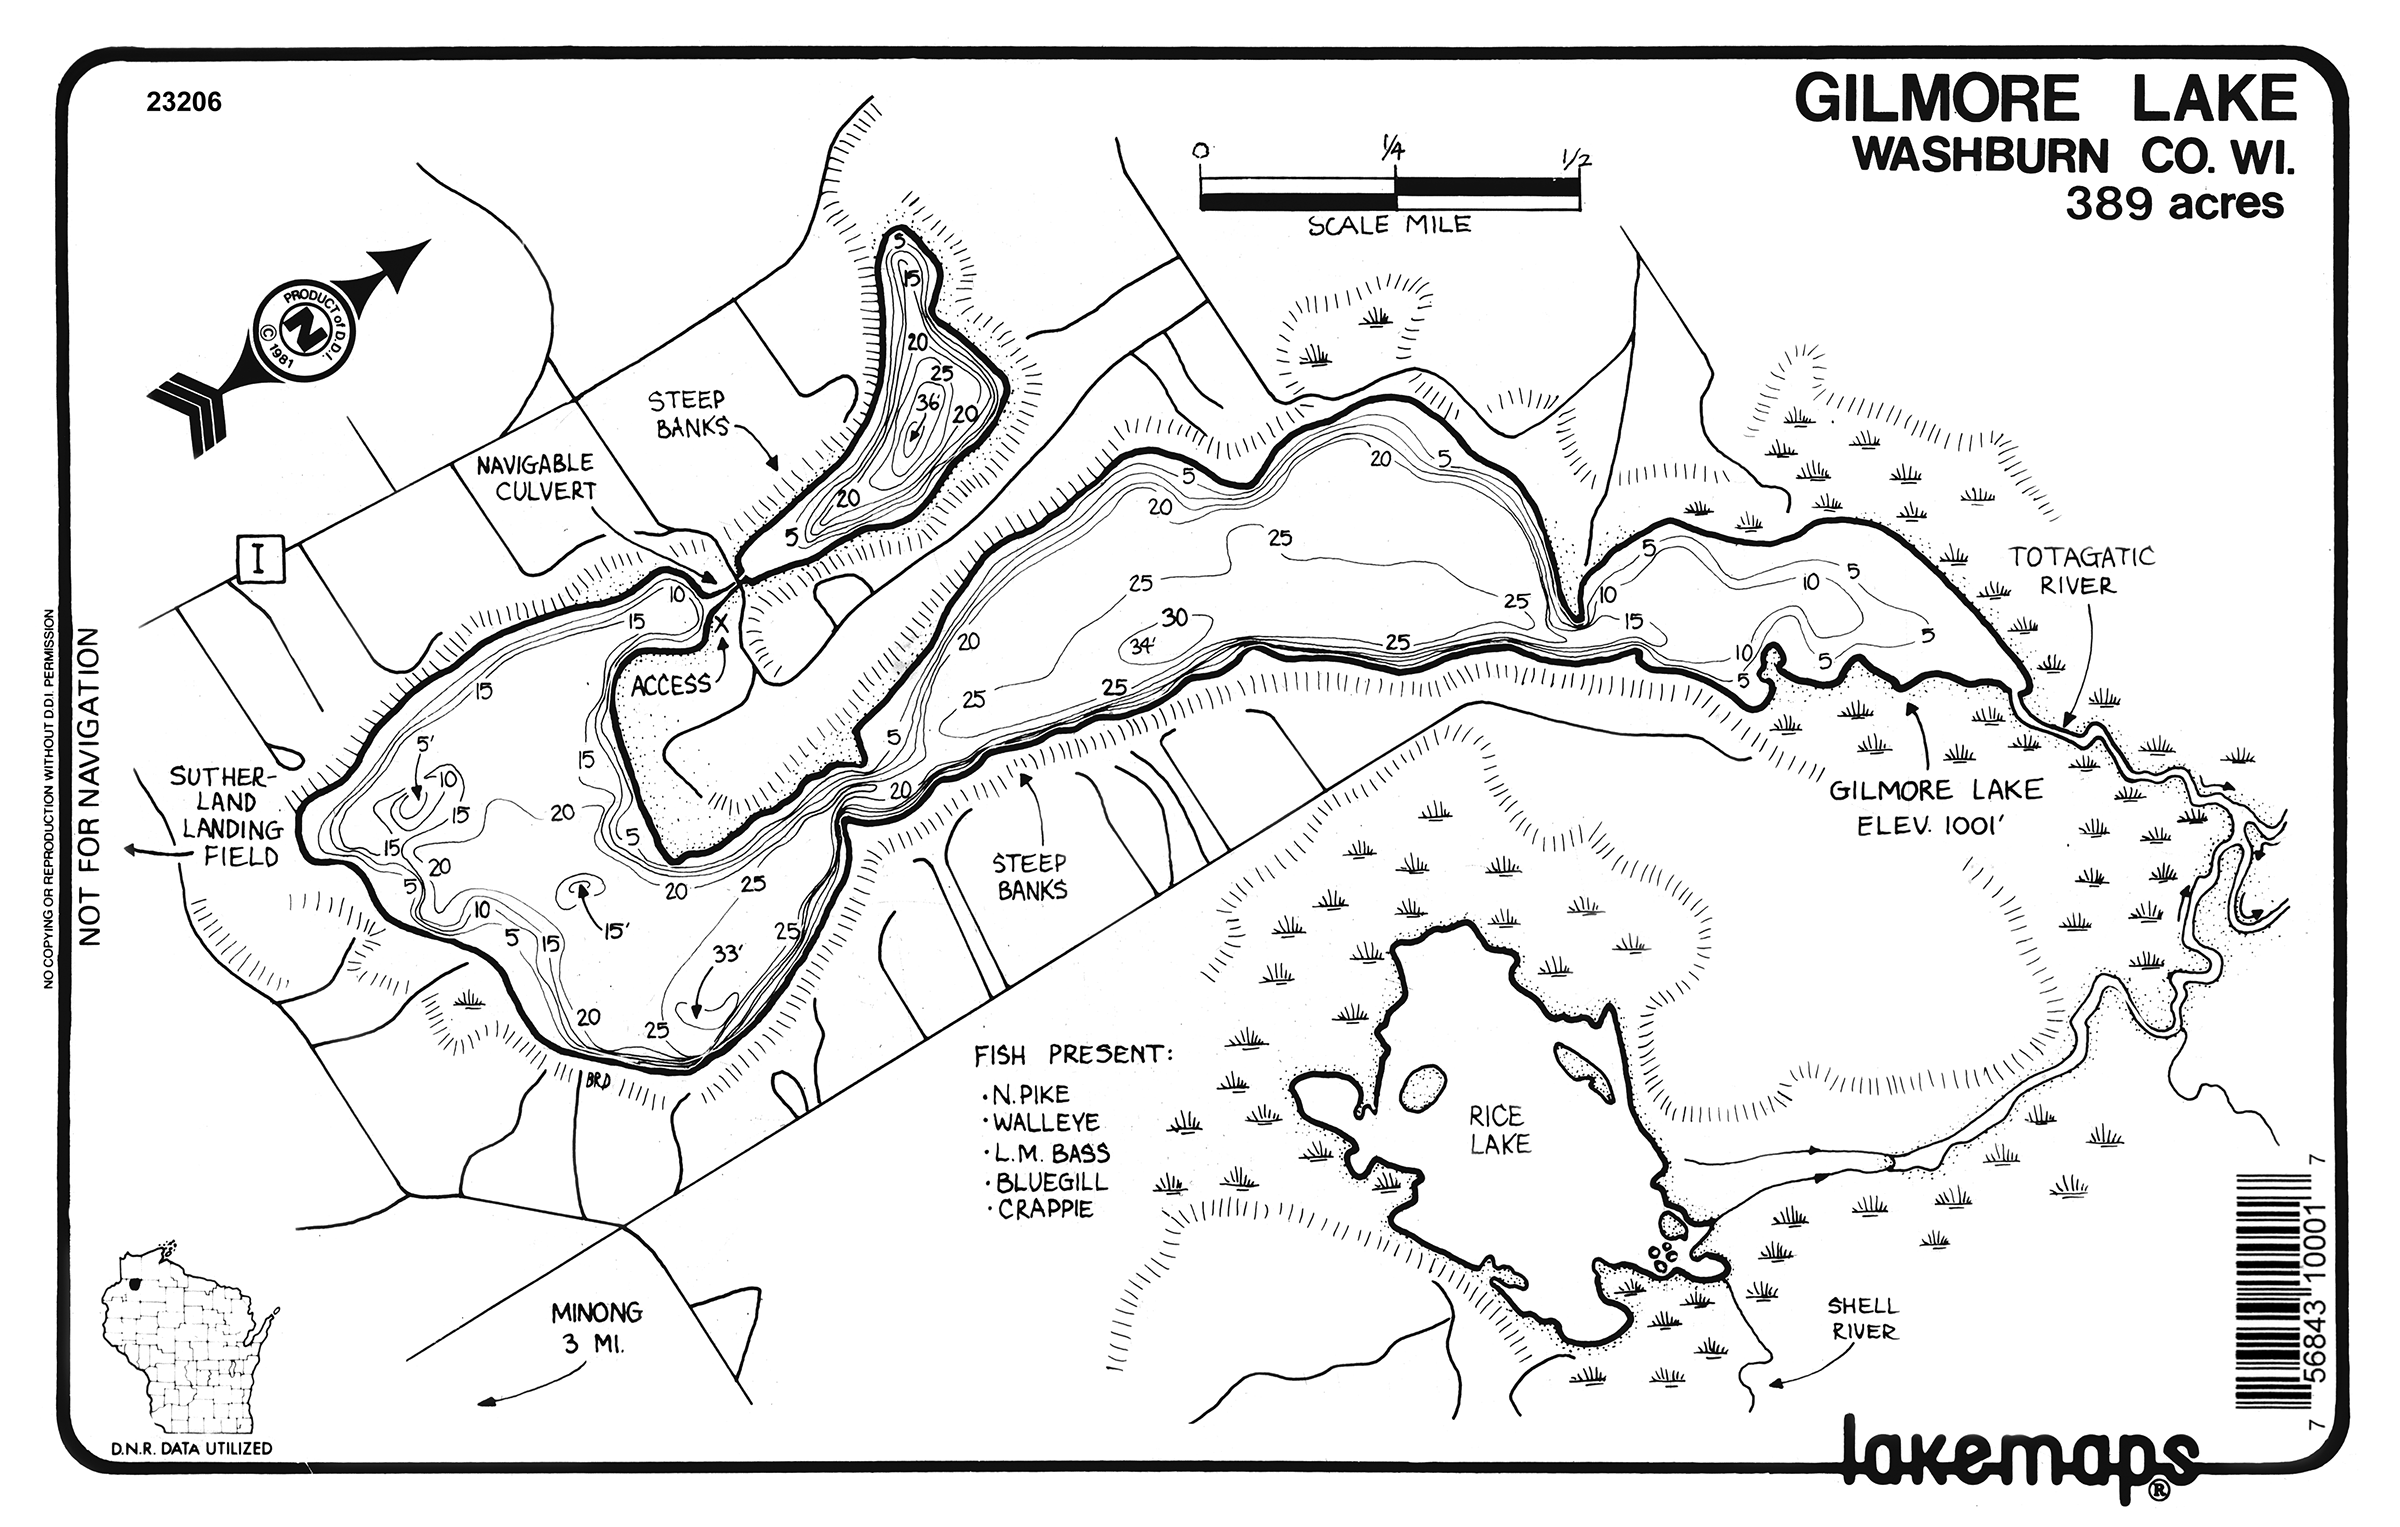 23206
GILMORE LAKE
WASHBURN CO. WI.
389 acres
0 1/4 1/2
SCALE MILE
PRODUCT of D.D.I.
N
© 1981
5
15
20
25
36'
20
20
5
STEEP
BANKS
NAVIGABLE
CULVERT
I
10
15
X
ACCESS
15
5'
10
15
15
20
5
10
5
15
20
15
20
5
20
25
15'
33'
25
25
BRD
SUTHER-
LAND
LANDING
FIELD
5
20
20
5
20
25
25
20
5
25
30
34'
25
25
25
5
10
15
10
5
10
5
5
5
TOTAGATIC
RIVER
GILMORE LAKE
ELEV. 1001'
STEEP
BANKS
FISH PRESENT:
• N. PIKE
• WALLEYE
• L.M. BASS
• BLUEGILL
• CRAPPIE
RICE
LAKE
SHELL
RIVER
MINONG
3 MI.
D.N.R. DATA UTILIZED
NO COPYING OR REPRODUCTION WITHOUT D.D.I. PERMISSION
NOT FOR NAVIGATION
7 56843 10001 7
lakemaps®